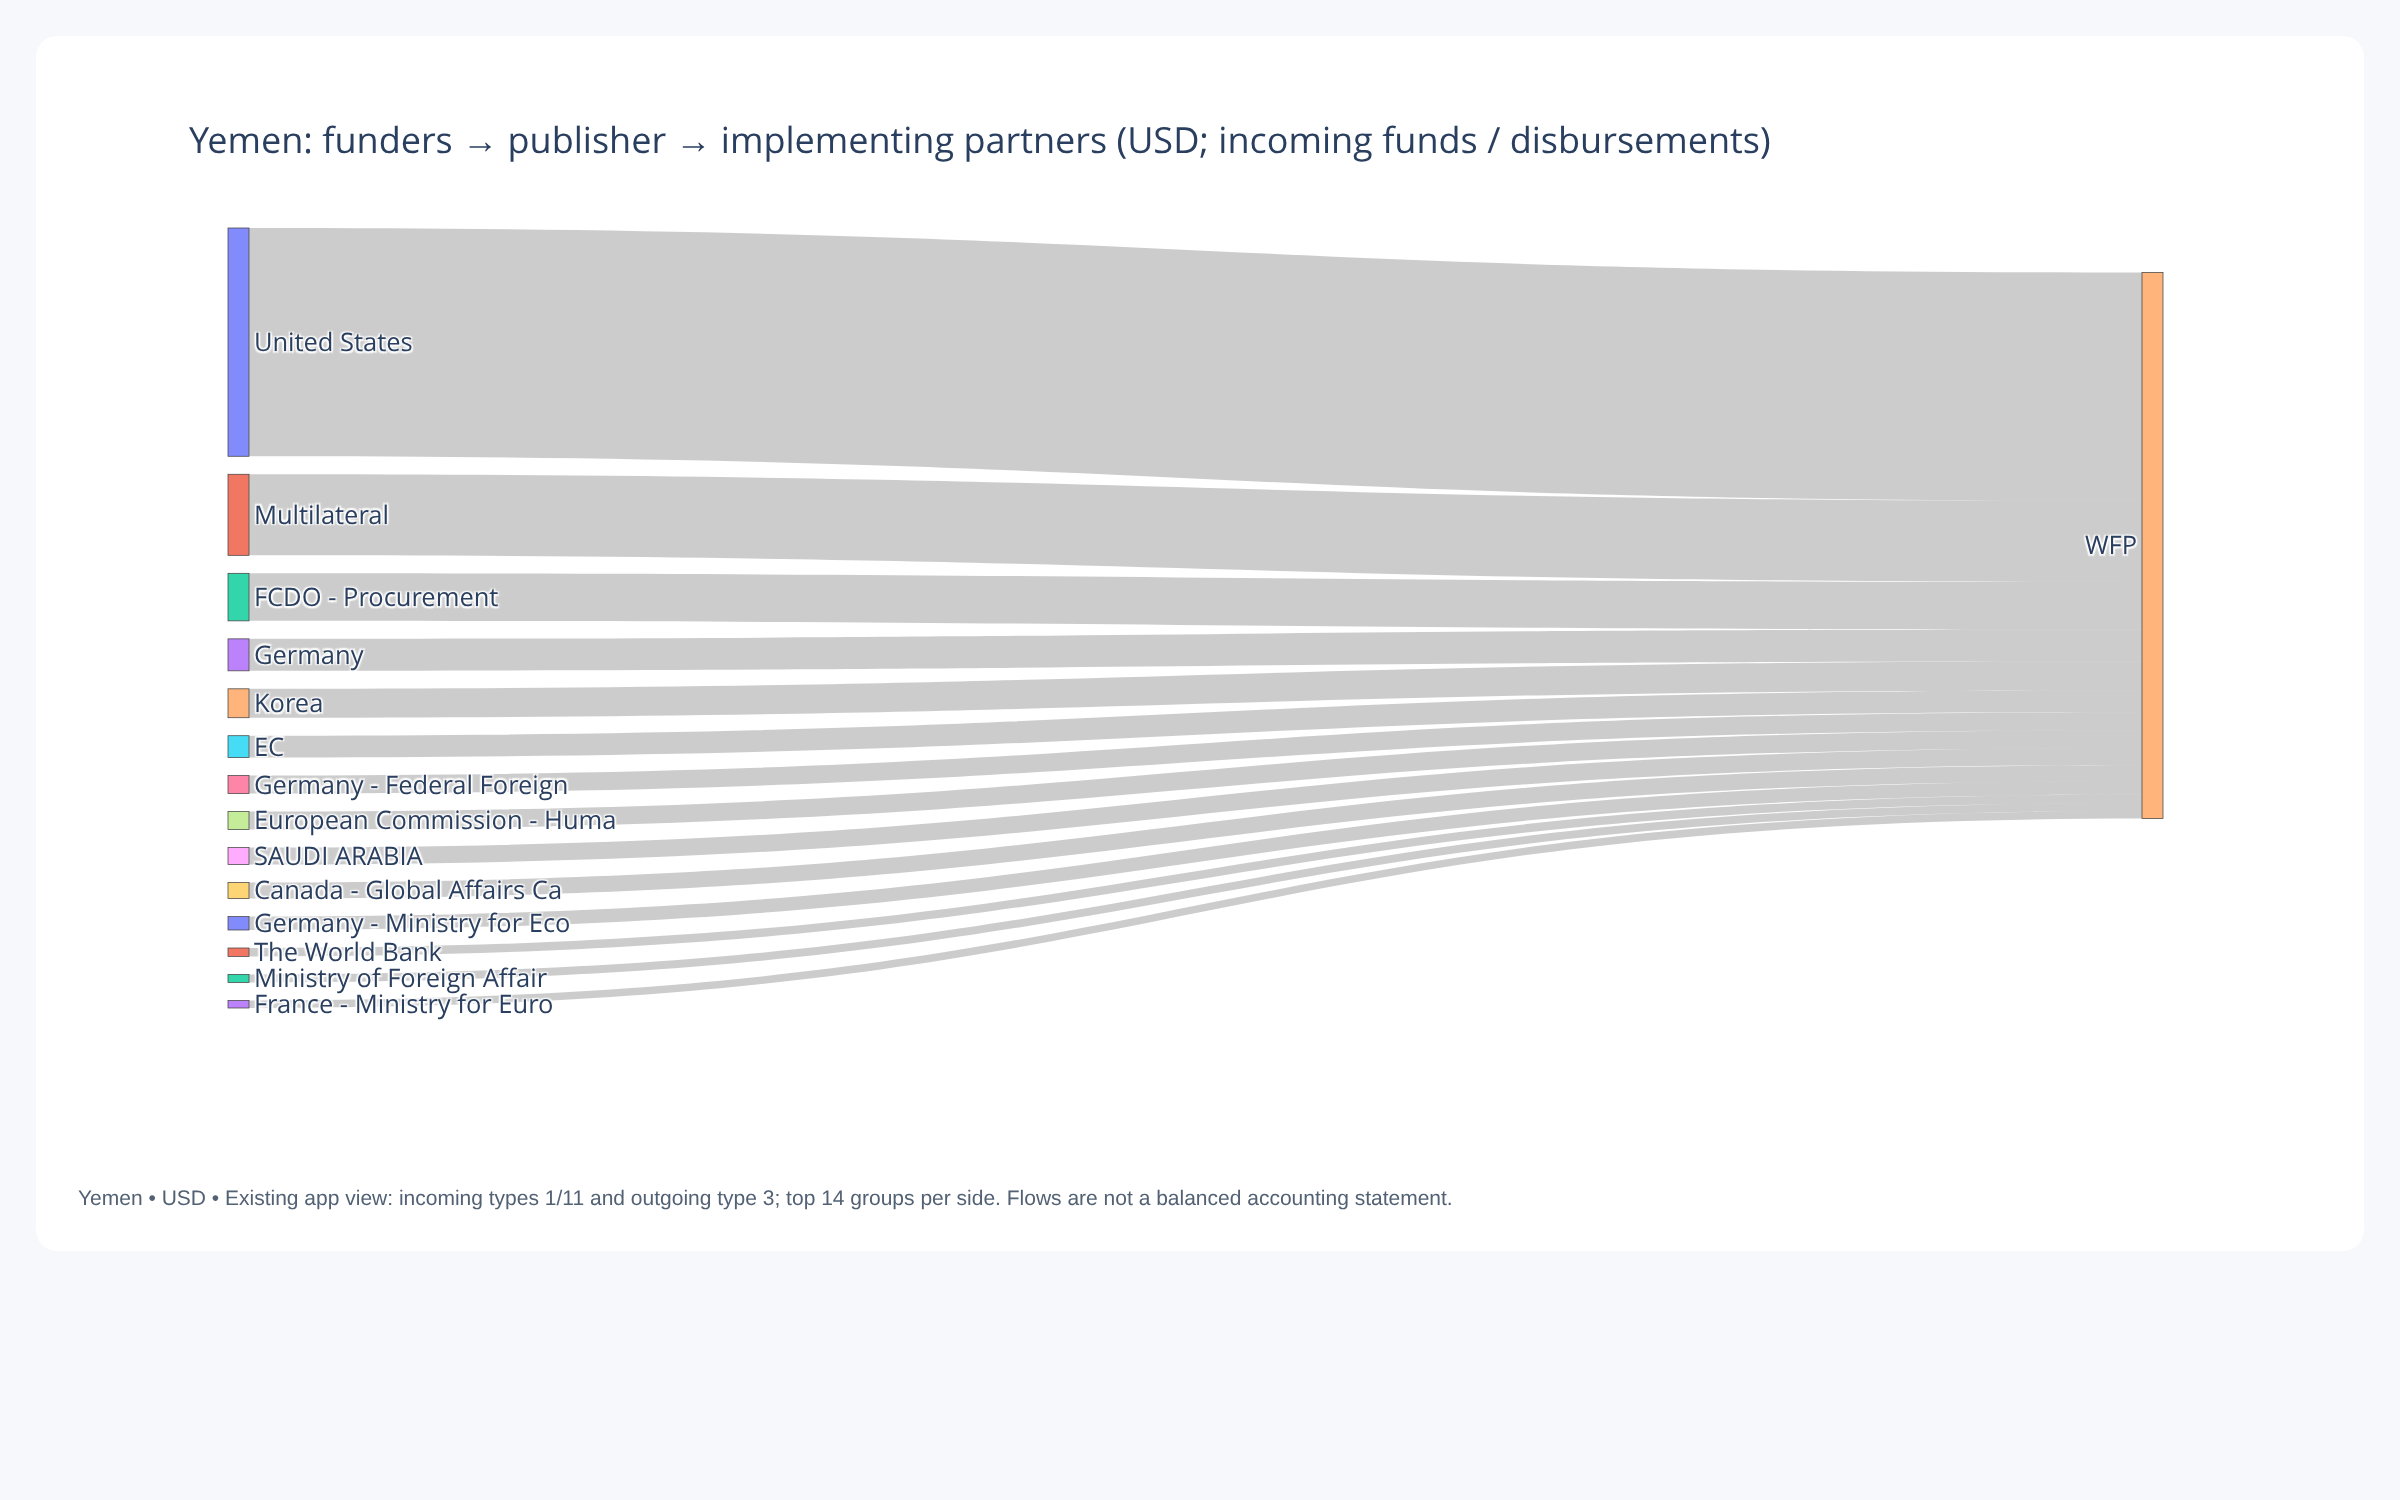 Yemen: funders → publisher → implementing partners (USD; incoming funds / disbursements)
United States
Multilateral
FCDO - Procurement
WFP
Germany
Korea
EC
Germany - Federal Foreign
European Commission - Huma
SAUDI ARABIA
Canada - Global Affairs Ca
Germany - Ministry for Eco
The World Bank
Ministry of Foreign Affair
France - Ministry for Euro
Yemen • USD • Existing app view: incoming types 1/11 and outgoing type 3; top 14 groups per side. Flows are not a balanced accounting statement.